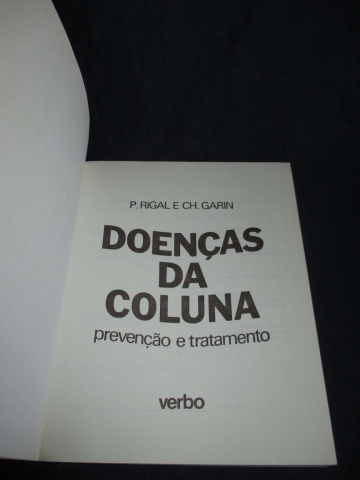 P. RIGAL E CH. GARIN
DOENÇAS
DA
COLUNA
prevenção e tratamento
verbo